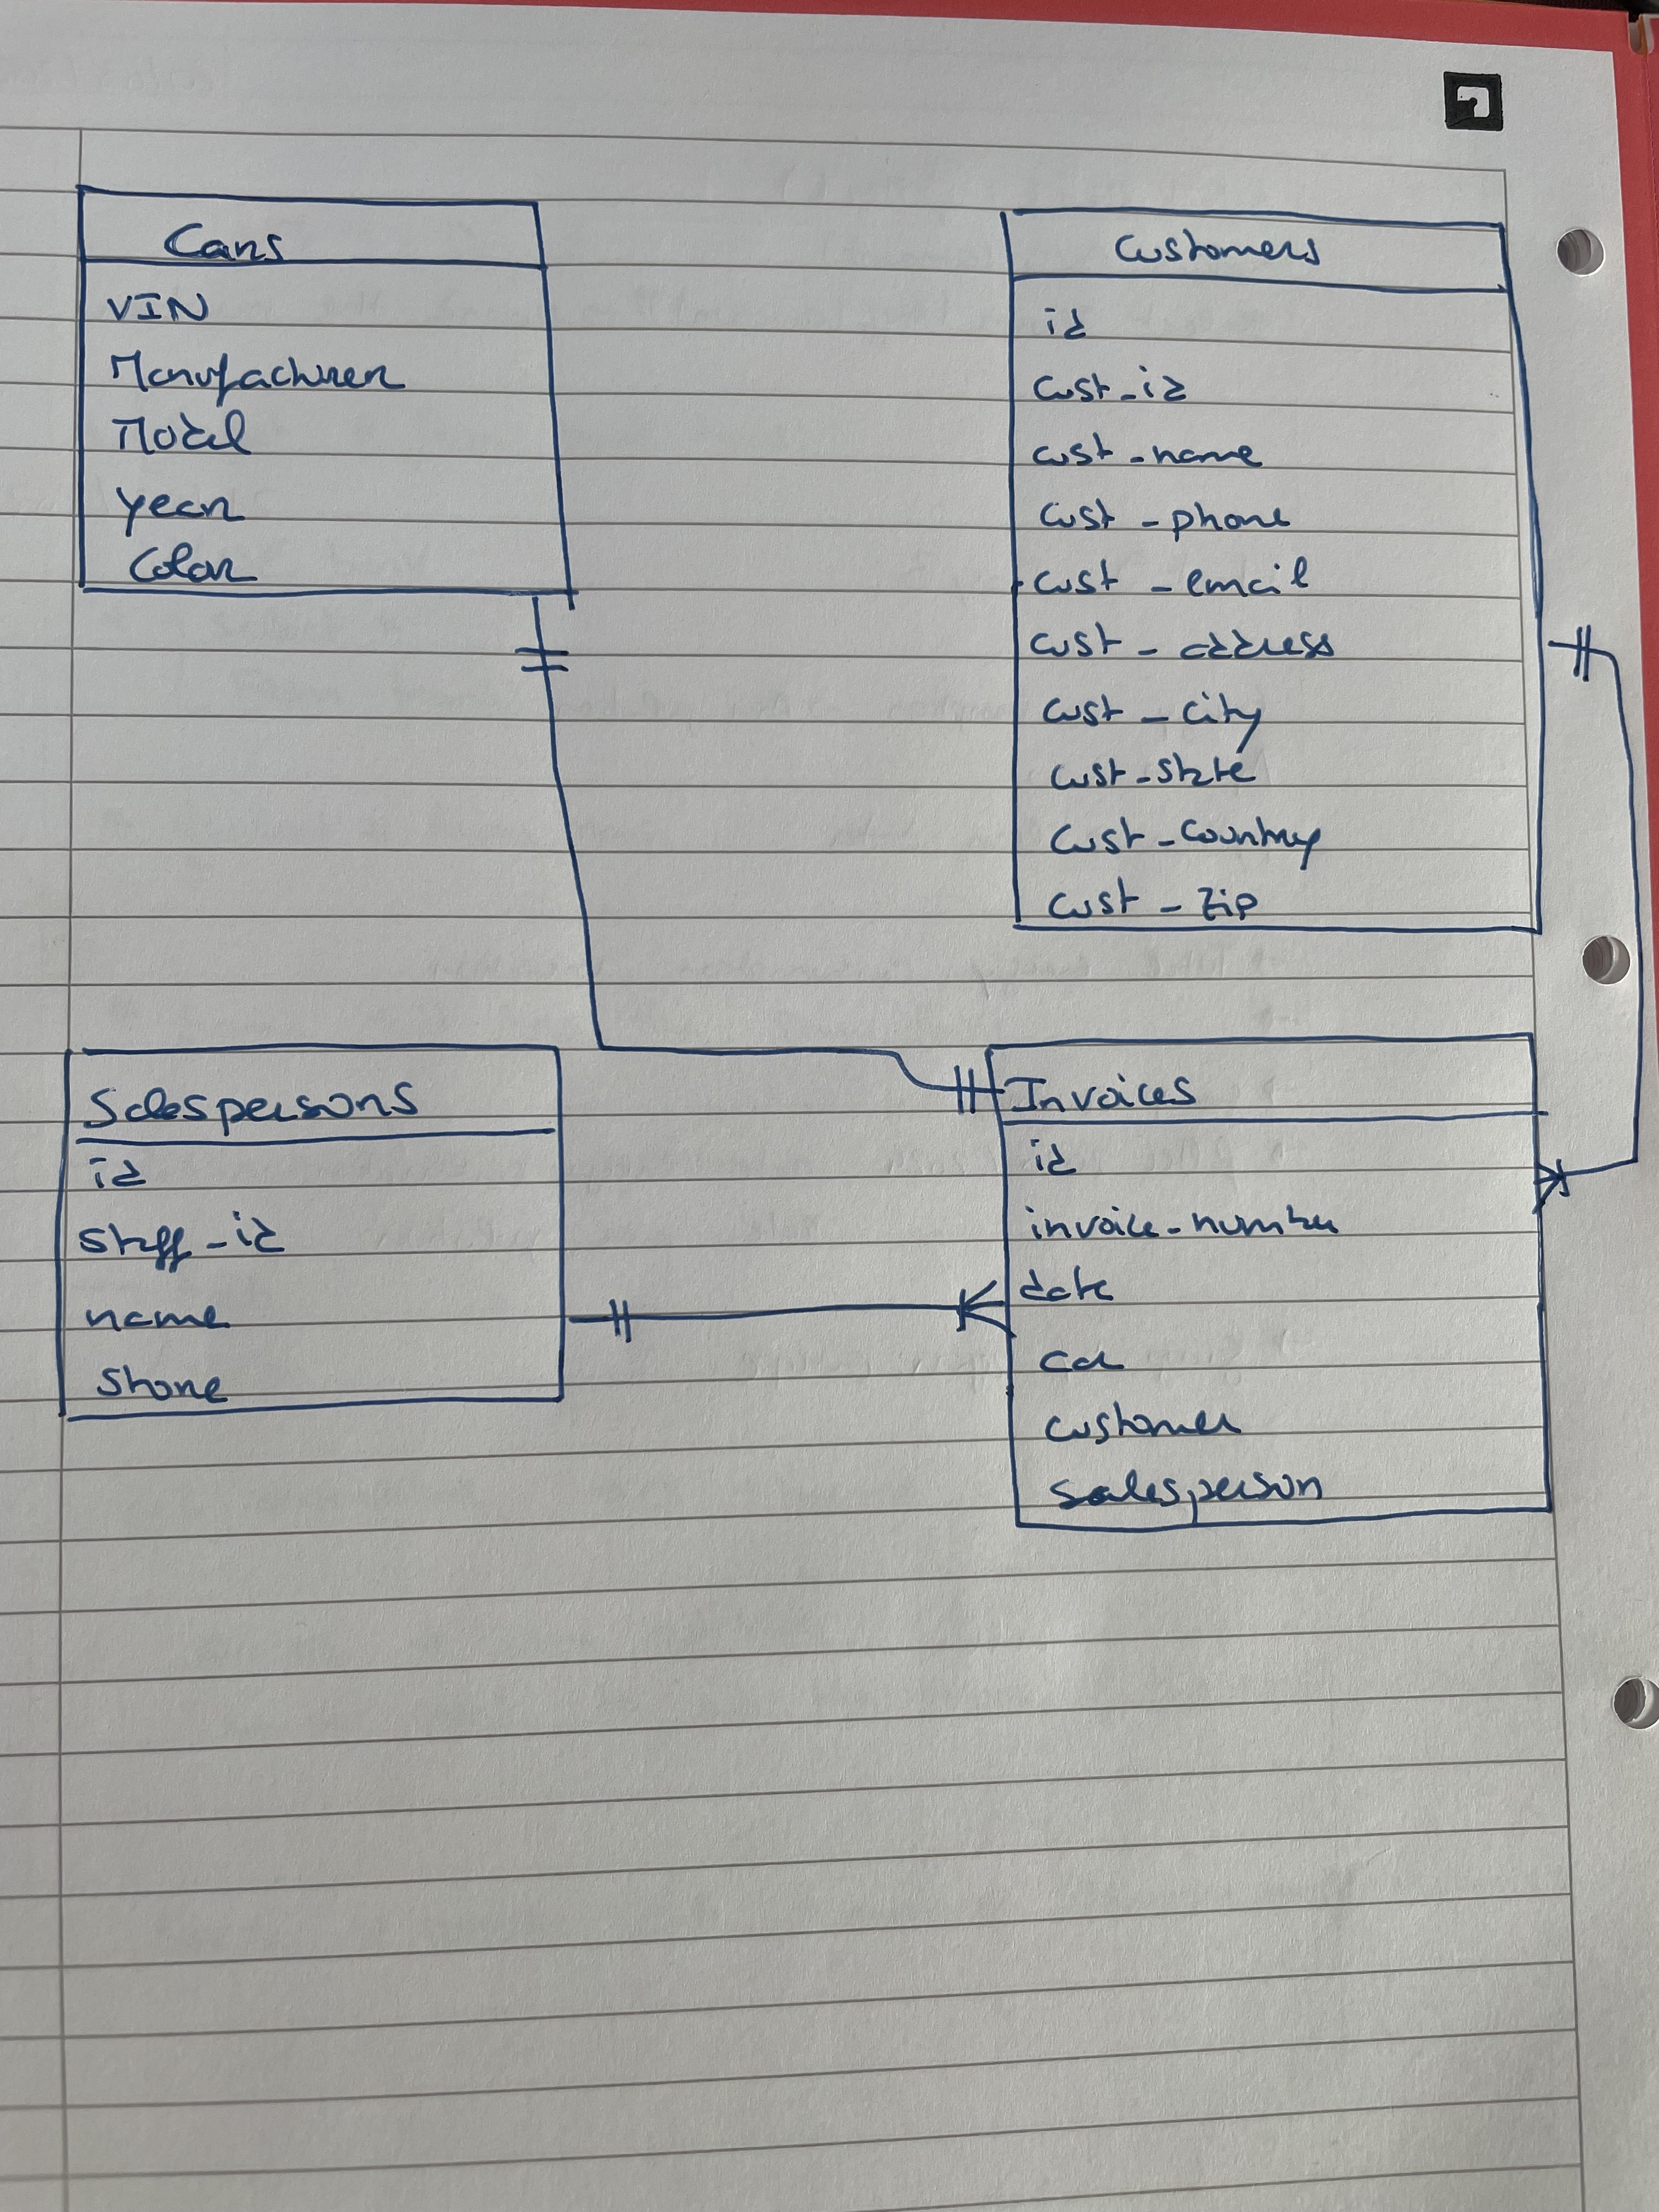 Cars
VIN
Manufacturer
Model
year
Color
Customers
id
cust_id
cust_name
cust_phone
cust_email
cust_address
cust_city
cust_state
cust_country
cust_zip
Salespersons
id
staff_id
name
store
Invoices
id
invoice_number
date
car
customer
salesperson